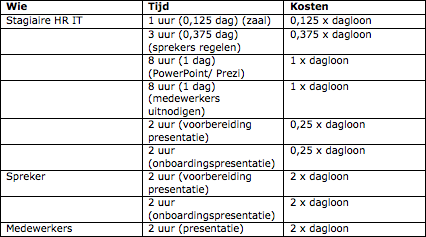 Wie Tijd Kosten
Stagiaire HR IT 1 uur (0,125 dag) (zaal) 0,125 x dagloon
3 uur (0,375 dag) 0,375 x dagloon
(sprekers regelen)
8 uur (1 dag) 1 x dagloon
(PowerPoint/ Prezi)
8 uur (1 dag) 1 x dagloon
(medewerkers
uitnodigen)
2 uur (voorbereiding 0,25 x dagloon
presentatie)
2 uur 0,25 x dagloon
(onboardingspresentatie)
Spreker 2 uur (voorbereiding 2 x dagloon
presentatie)
2 uur 2 x dagloon
(onboardingspresentatie)
Medewerkers 2 uur (presentatie) 2 x dagloon